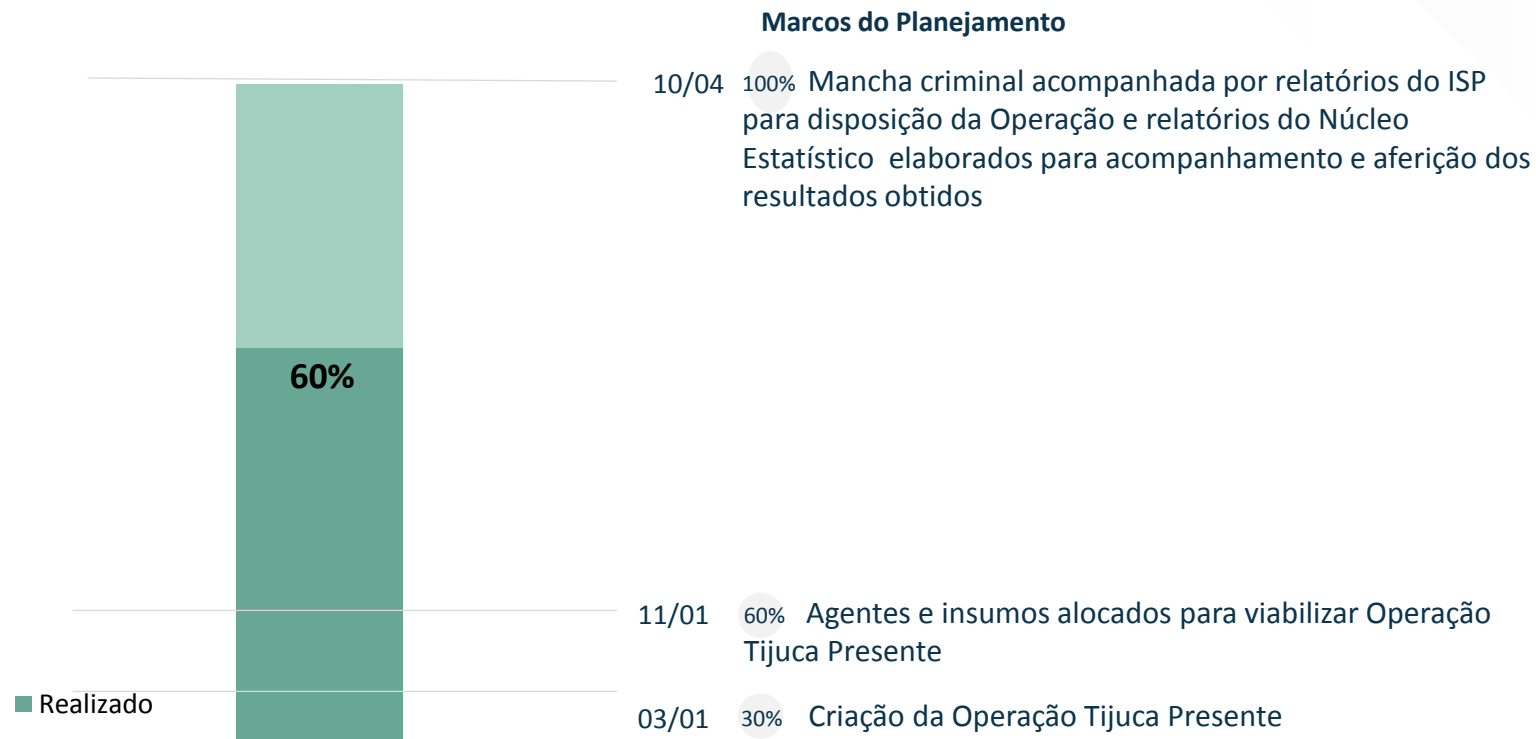 Marcos do Planejamento
10/04 100% Mancha criminal acompanhada por relatórios do ISP
para disposição da Operação e relatórios do Núcleo
Estatístico elaborados para acompanhamento e aferição dos
resultados obtidos
60%
11/01 60% Agentes e insumos alocados para viabilizar Operação
Tijuca Presente
Realizado
03/01 30% Criação da Operação Tijuca Presente